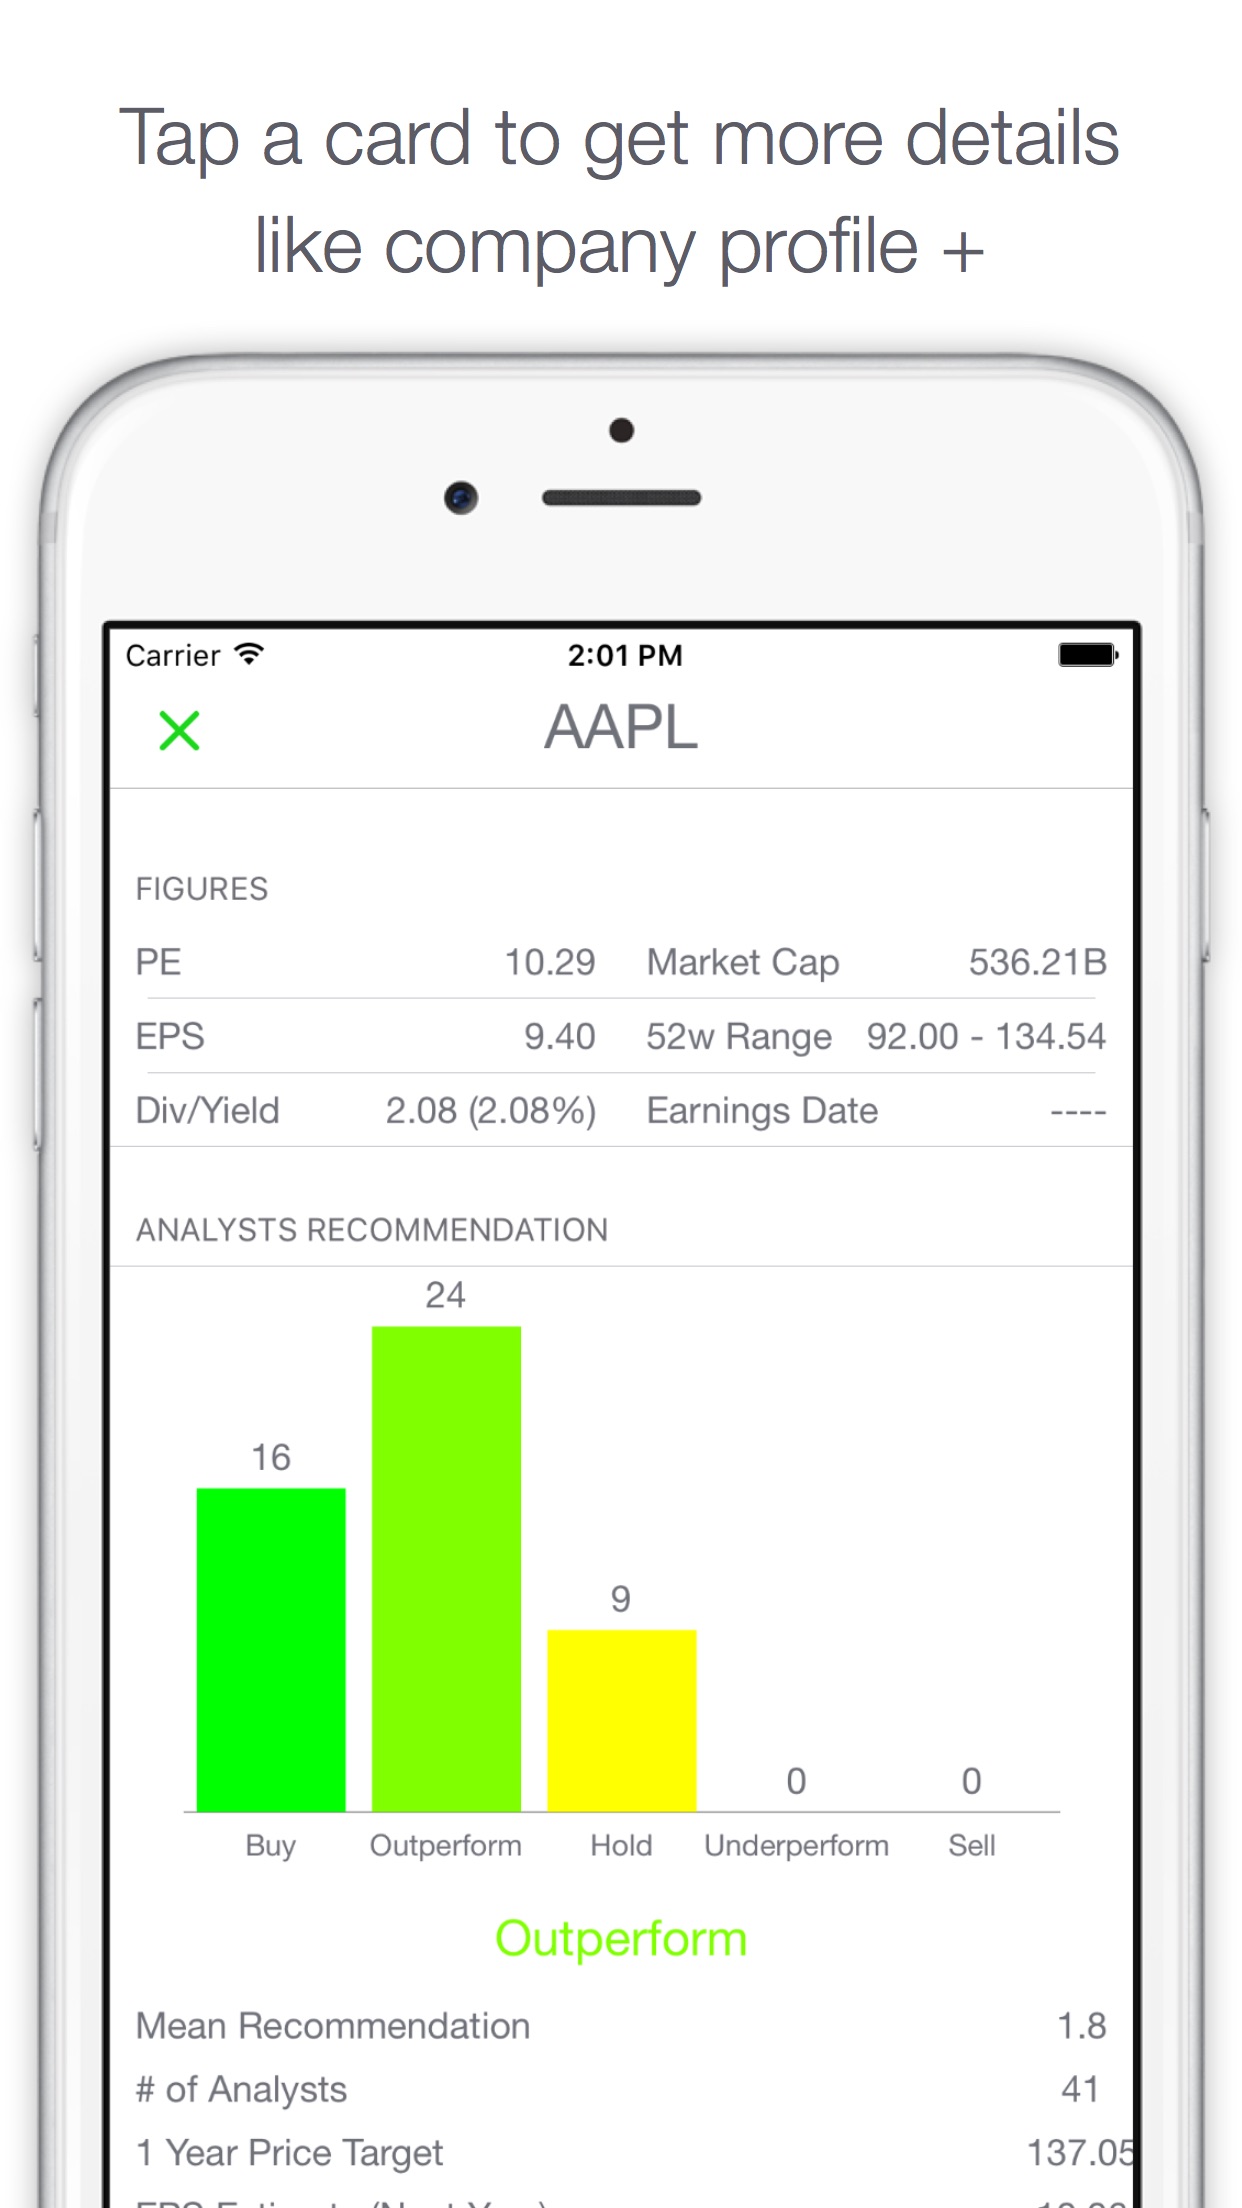 Tap a card to get more details
like company profile +
Carrier 2:01 PM
AAPL
FIGURES
PE 10.29 Market Cap 536.21B
EPS 9.40 52w Range 92.00 - 134.54
Div/Yield 2.08 (2.08%) Earnings Date ----
ANALYSTS RECOMMENDATION
24
16
9
0 0
Buy Outperform Hold Underperform Sell
Outperform
Mean Recommendation 1.8
# of Analysts 41
1 Year Price Target 137.05